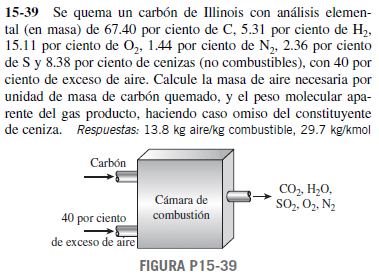 15-39 Se quema un carbón de Illinois con análisis elemen-
tal (en masa) de 67.40 por ciento de C, 5.31 por ciento de H₂,
15.11 por ciento de O₂, 1.44 por ciento de N₂, 2.36 por ciento
de S y 8.38 por ciento de cenizas (no combustibles), con 40 por
ciento de exceso de aire. Calcule la masa de aire necesaria por
unidad de masa de carbón quemado, y el peso molecular apa-
rente del gas producto, haciendo caso omiso del constituyente
de ceniza. Respuestas: 13.8 kg aire/kg combustible, 29.7 kg/kmol
Carbón
Cámara de
combustión
CO₂, H₂O,
SO₂, O₂, N₂
40 por ciento
de exceso de aire
FIGURA P15-39